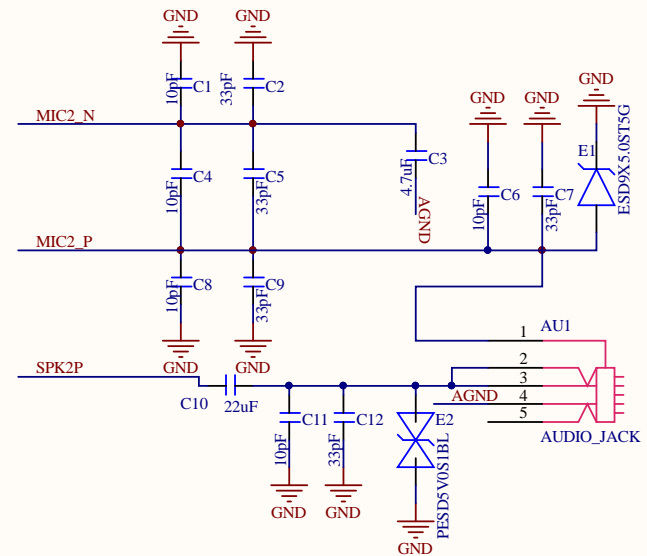 GND GND
10pF C1 33pF C2
GND
MIC2_N
GND GND
E1
ESD9X5.0ST5G
4.7uF C3
10pF C4 33pF C5
10pF C6 33pF C7
AGND
MIC2_P
10pF C8 33pF C9
1 AU1
GND GND
2
SPK2P
3
AGND 4
C10 22uF
5
10pF C11 33pF C12
E2
PESD5V0S1BL
AUDIO_JACK
GND GND
GND